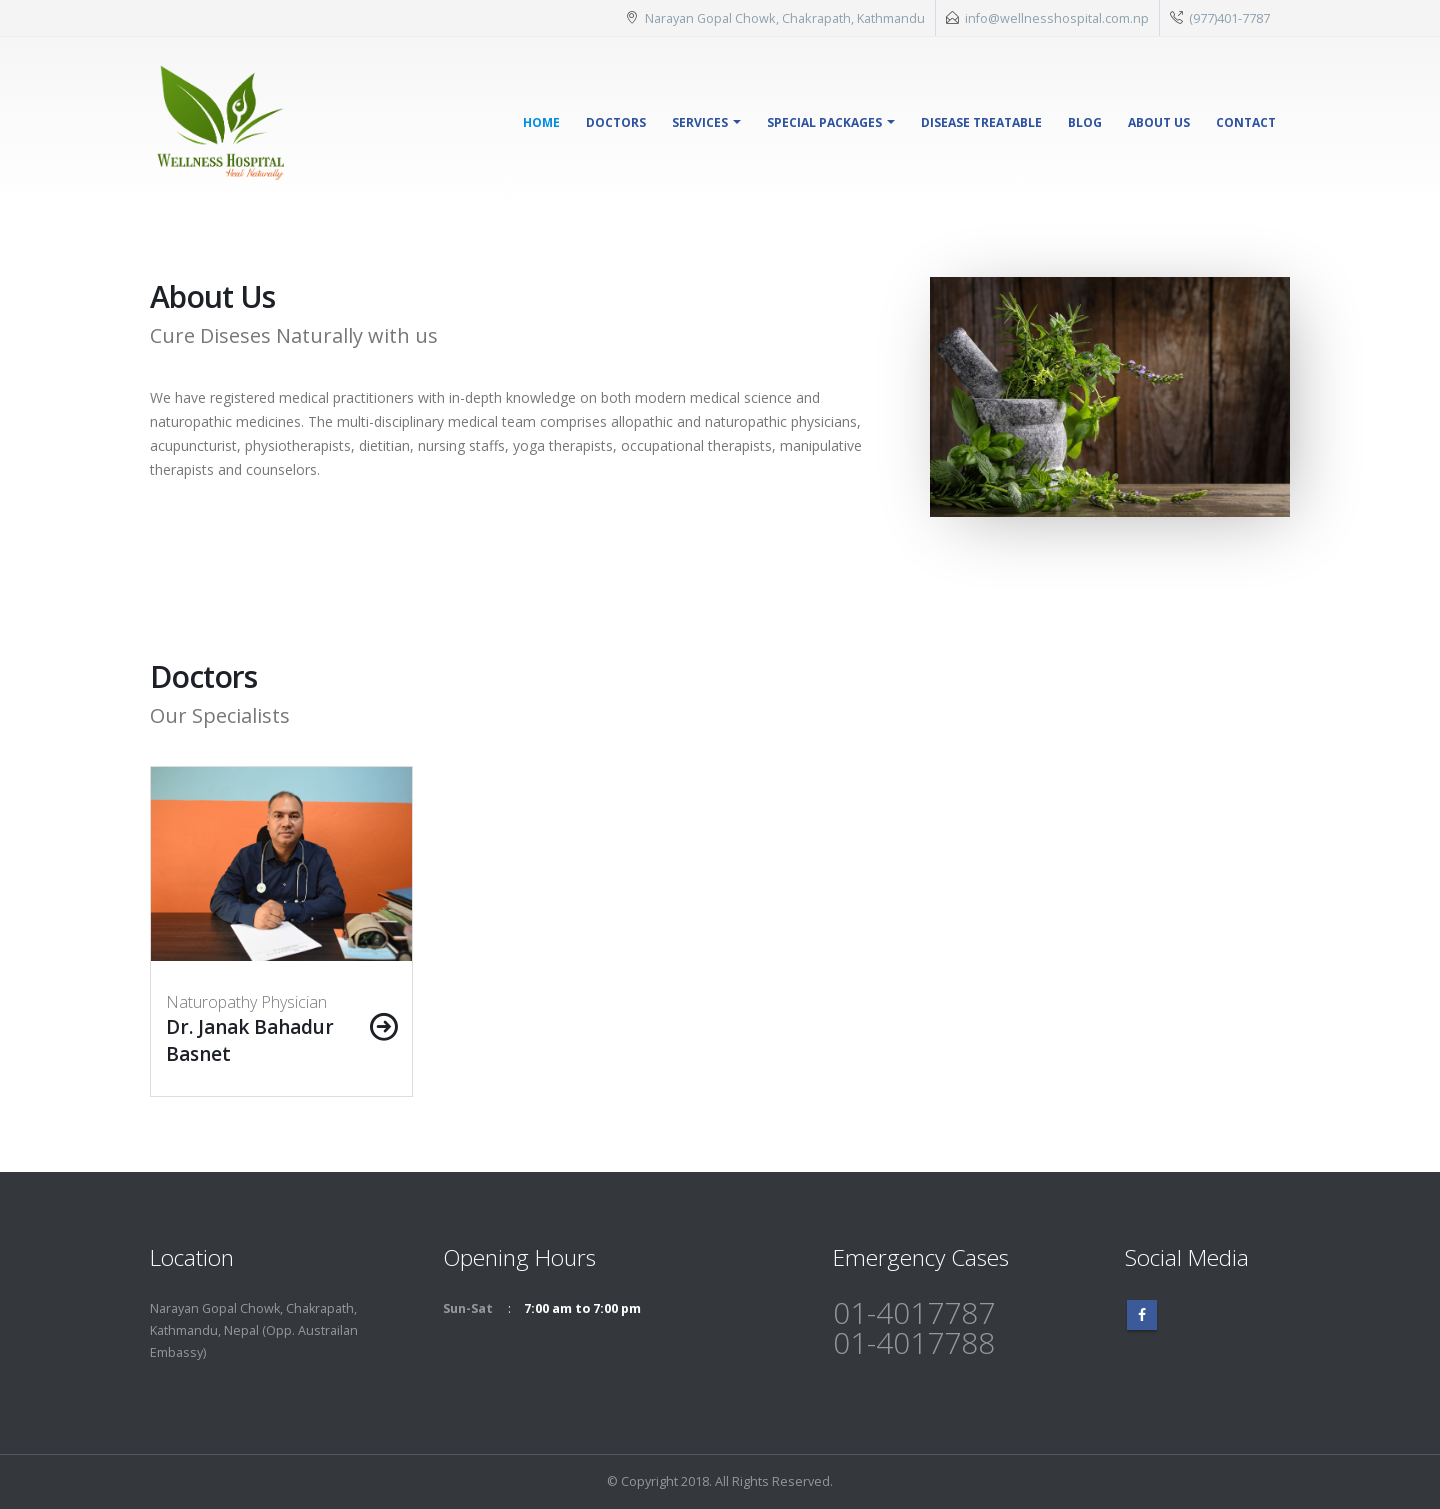 Narayan Gopal Chowk, Chakrapath, Kathmandu
info@wellnesshospital.com.np
(977)401-7787
WELLNESS HOSPITAL
Heal Naturally
HOME
DOCTORS
SERVICES
SPECIAL PACKAGES
DISEASE TREATABLE
BLOG
ABOUT US
CONTACT
About Us
Cure Diseses Naturally with us
We have registered medical practitioners with in-depth knowledge on both modern medical science and
naturopathic medicines. The multi-disciplinary medical team comprises allopathic and naturopathic physicians,
acupuncturist, physiotherapists, dietitian, nursing staffs, yoga therapists, occupational therapists, manipulative
therapists and counselors.
Doctors
Our Specialists
Naturopathy Physician
Dr. Janak Bahadur
Basnet
Location
Narayan Gopal Chowk, Chakrapath,
Kathmandu, Nepal (Opp. Austrailan
Embassy)
Opening Hours
Sun-Sat : 7:00 am to 7:00 pm
Emergency Cases
01-4017787
01-4017788
Social Media
© Copyright 2018. All Rights Reserved.